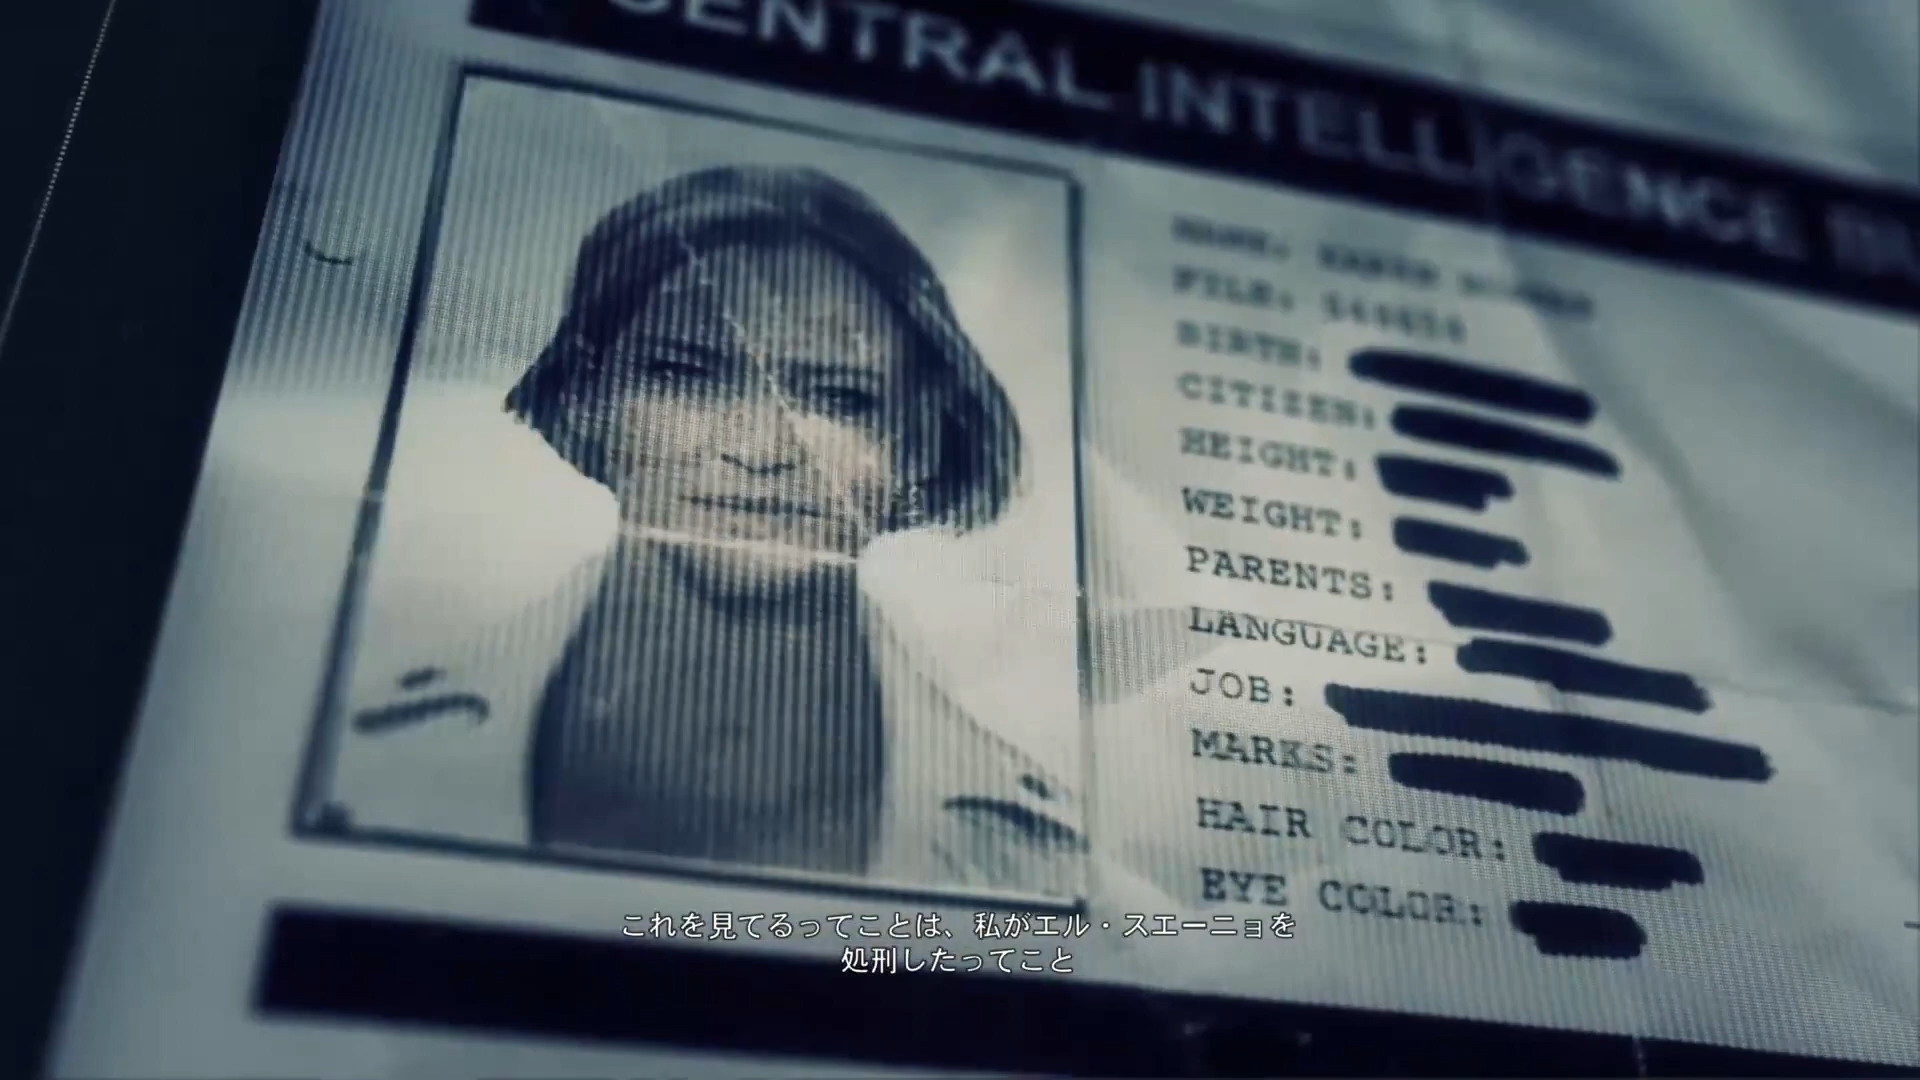 CENTRAL INTELLIGENCE
FILE:
BIRTH:
CITIZEN:
HEIGHT:
WEIGHT:
PARENTS:
LANGUAGE:
JOB:
MARKS:
HAIR COLOR:
EYE COLOR:
これを見てるってことは、私がエル・スエーニョを
処刑したってこと